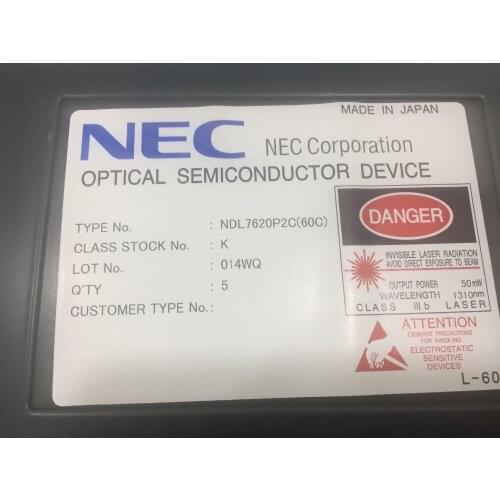 MADE IN JAPAN
NEC NEC Corporation
OPTICAL SEMICONDUCTOR DEVICE
TYPE No. : NDL7620P2C(60C)
CLASS STOCK No. : K
LOT No. : 014WQ
Q'TY : 5
CUSTOMER TYPE No. :
DANGER
INVISIBLE LASER RADIATION
AVOID DIRECT EXPOSURE TO BEAM
OUTPUT POWER 50mW
WAVELENGTH 1310nm
CLASS IIIb LASER
ATTENTION
OBSERVE PRECAUTIONS
FOR HANDLING
ELECTROSTATIC
SENSITIVE
DEVICES
L-60